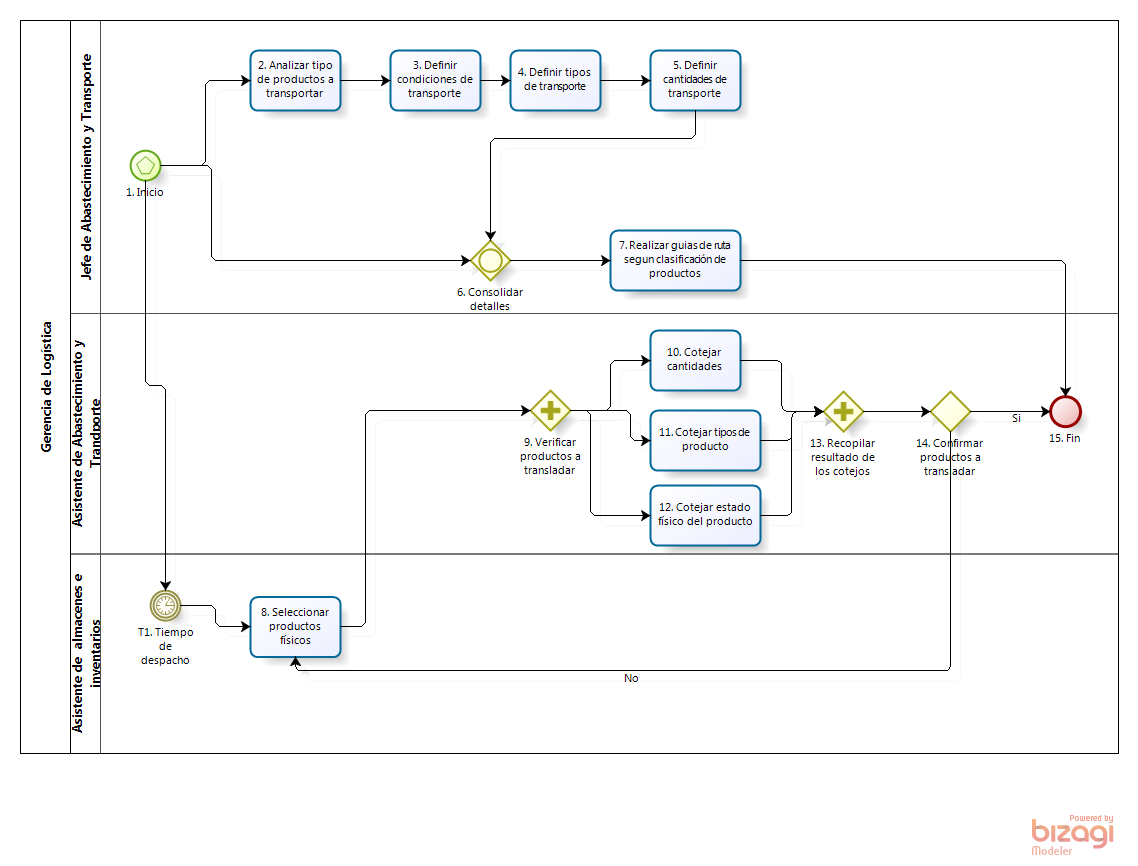 Gerencia de Logística
Jefe de Abastecimiento y Transporte
2. Analizar tipo
de productos a
transportar
3. Definir
condiciones de
transporte
4. Definir tipos
de transporte
5. Definir
cantidades de
transporte
1. Inicio
6. Consolidar
detalles
7. Realizar guias de ruta
segun clasificación de
productos
Asistente de Abastecimiento y
Trandporte
9. Verificar
productos a
transladar
10. Cotejar
cantidades
11. Cotejar tipos de
producto
12. Cotejar estado
físico del producto
13. Recopilar
resultado de
los cotejos
14. Confirmar
productos a
transladar
Si
15. Fin
Asistente de almacenes e
inventarios
T1. Tiempo
de
despacho
8. Seleccionar
productos
físicos
No
Powered by
bizagi
Modeler